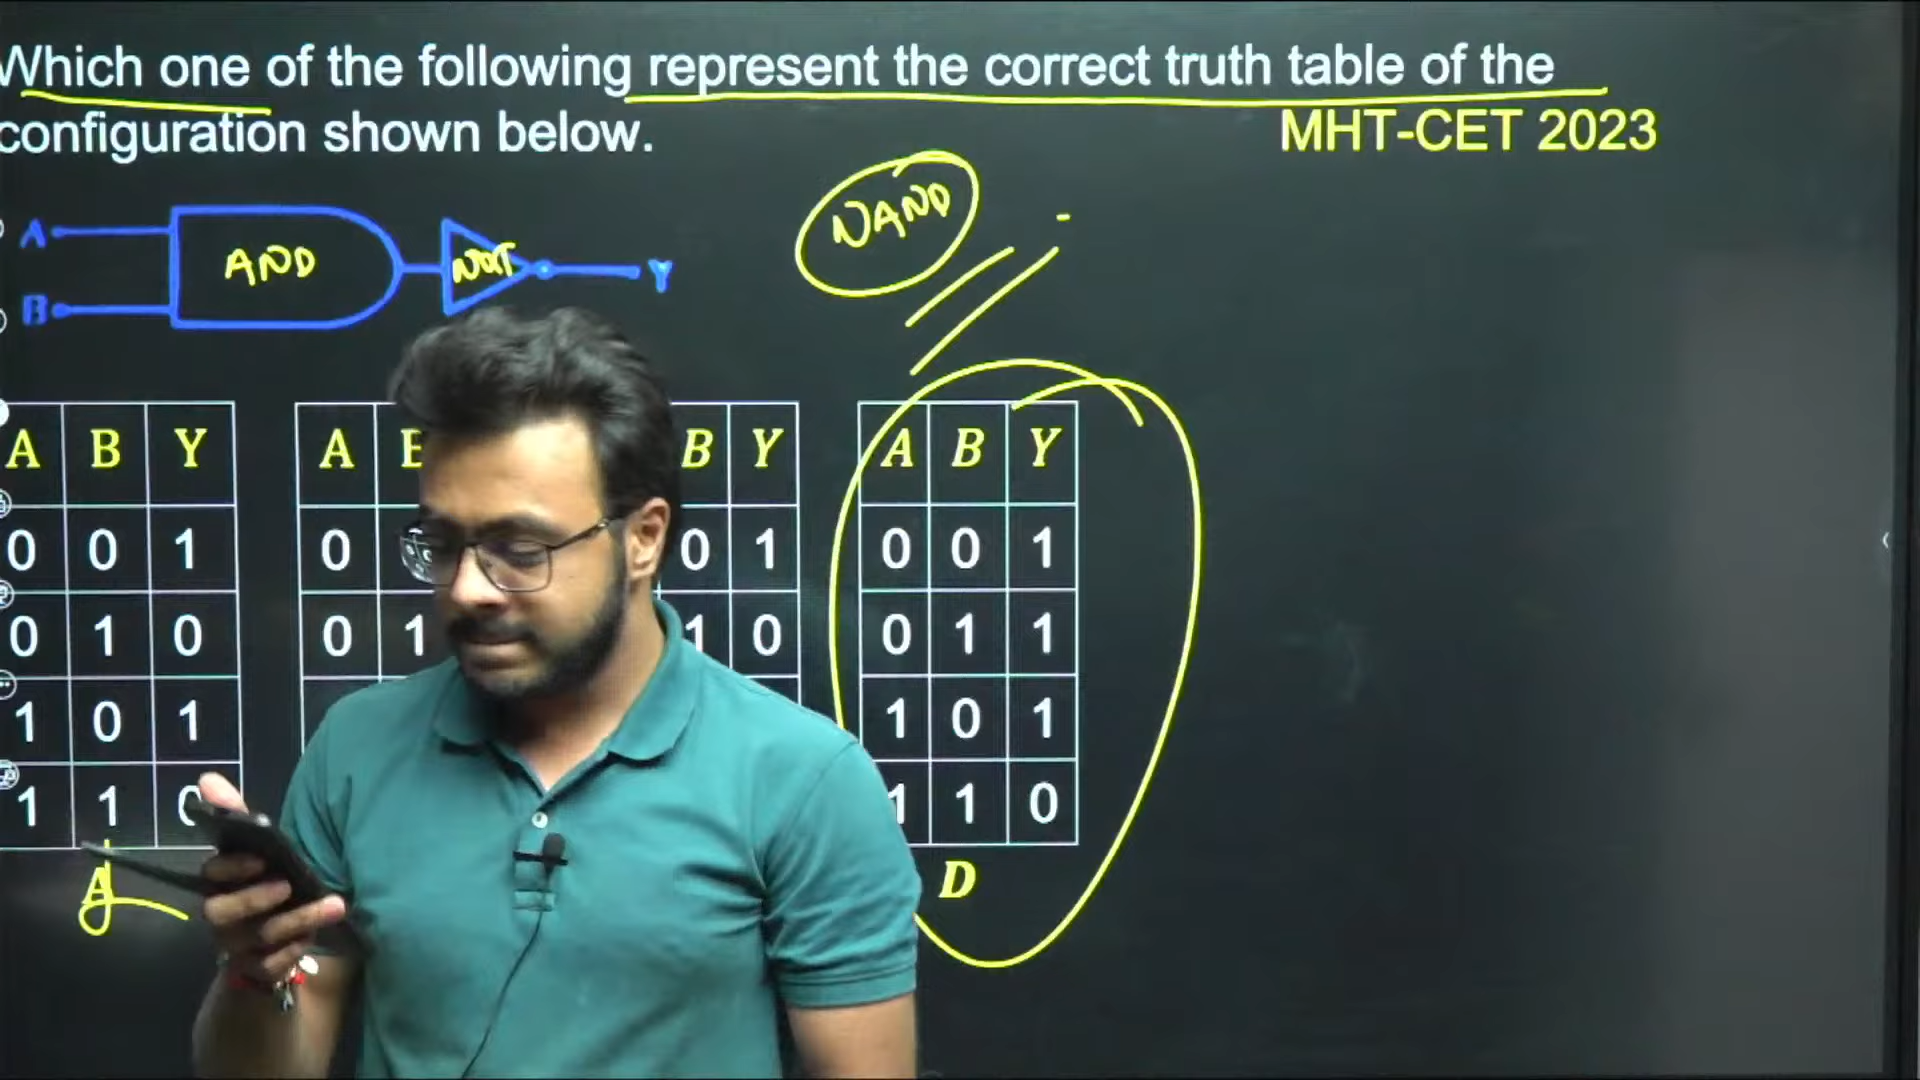 Which one of the following represent the correct truth table of the
configuration shown below.
MHT-CET 2023
NAND
A
AND
NOT
Y
B
A B Y
0 0 1
0 1 0
1 0 1
1 1 0
A
A
0
0 1
B Y
0 1
1 0
A B Y
0 0 1
0 1 1
1 0 1
1 1 0
D